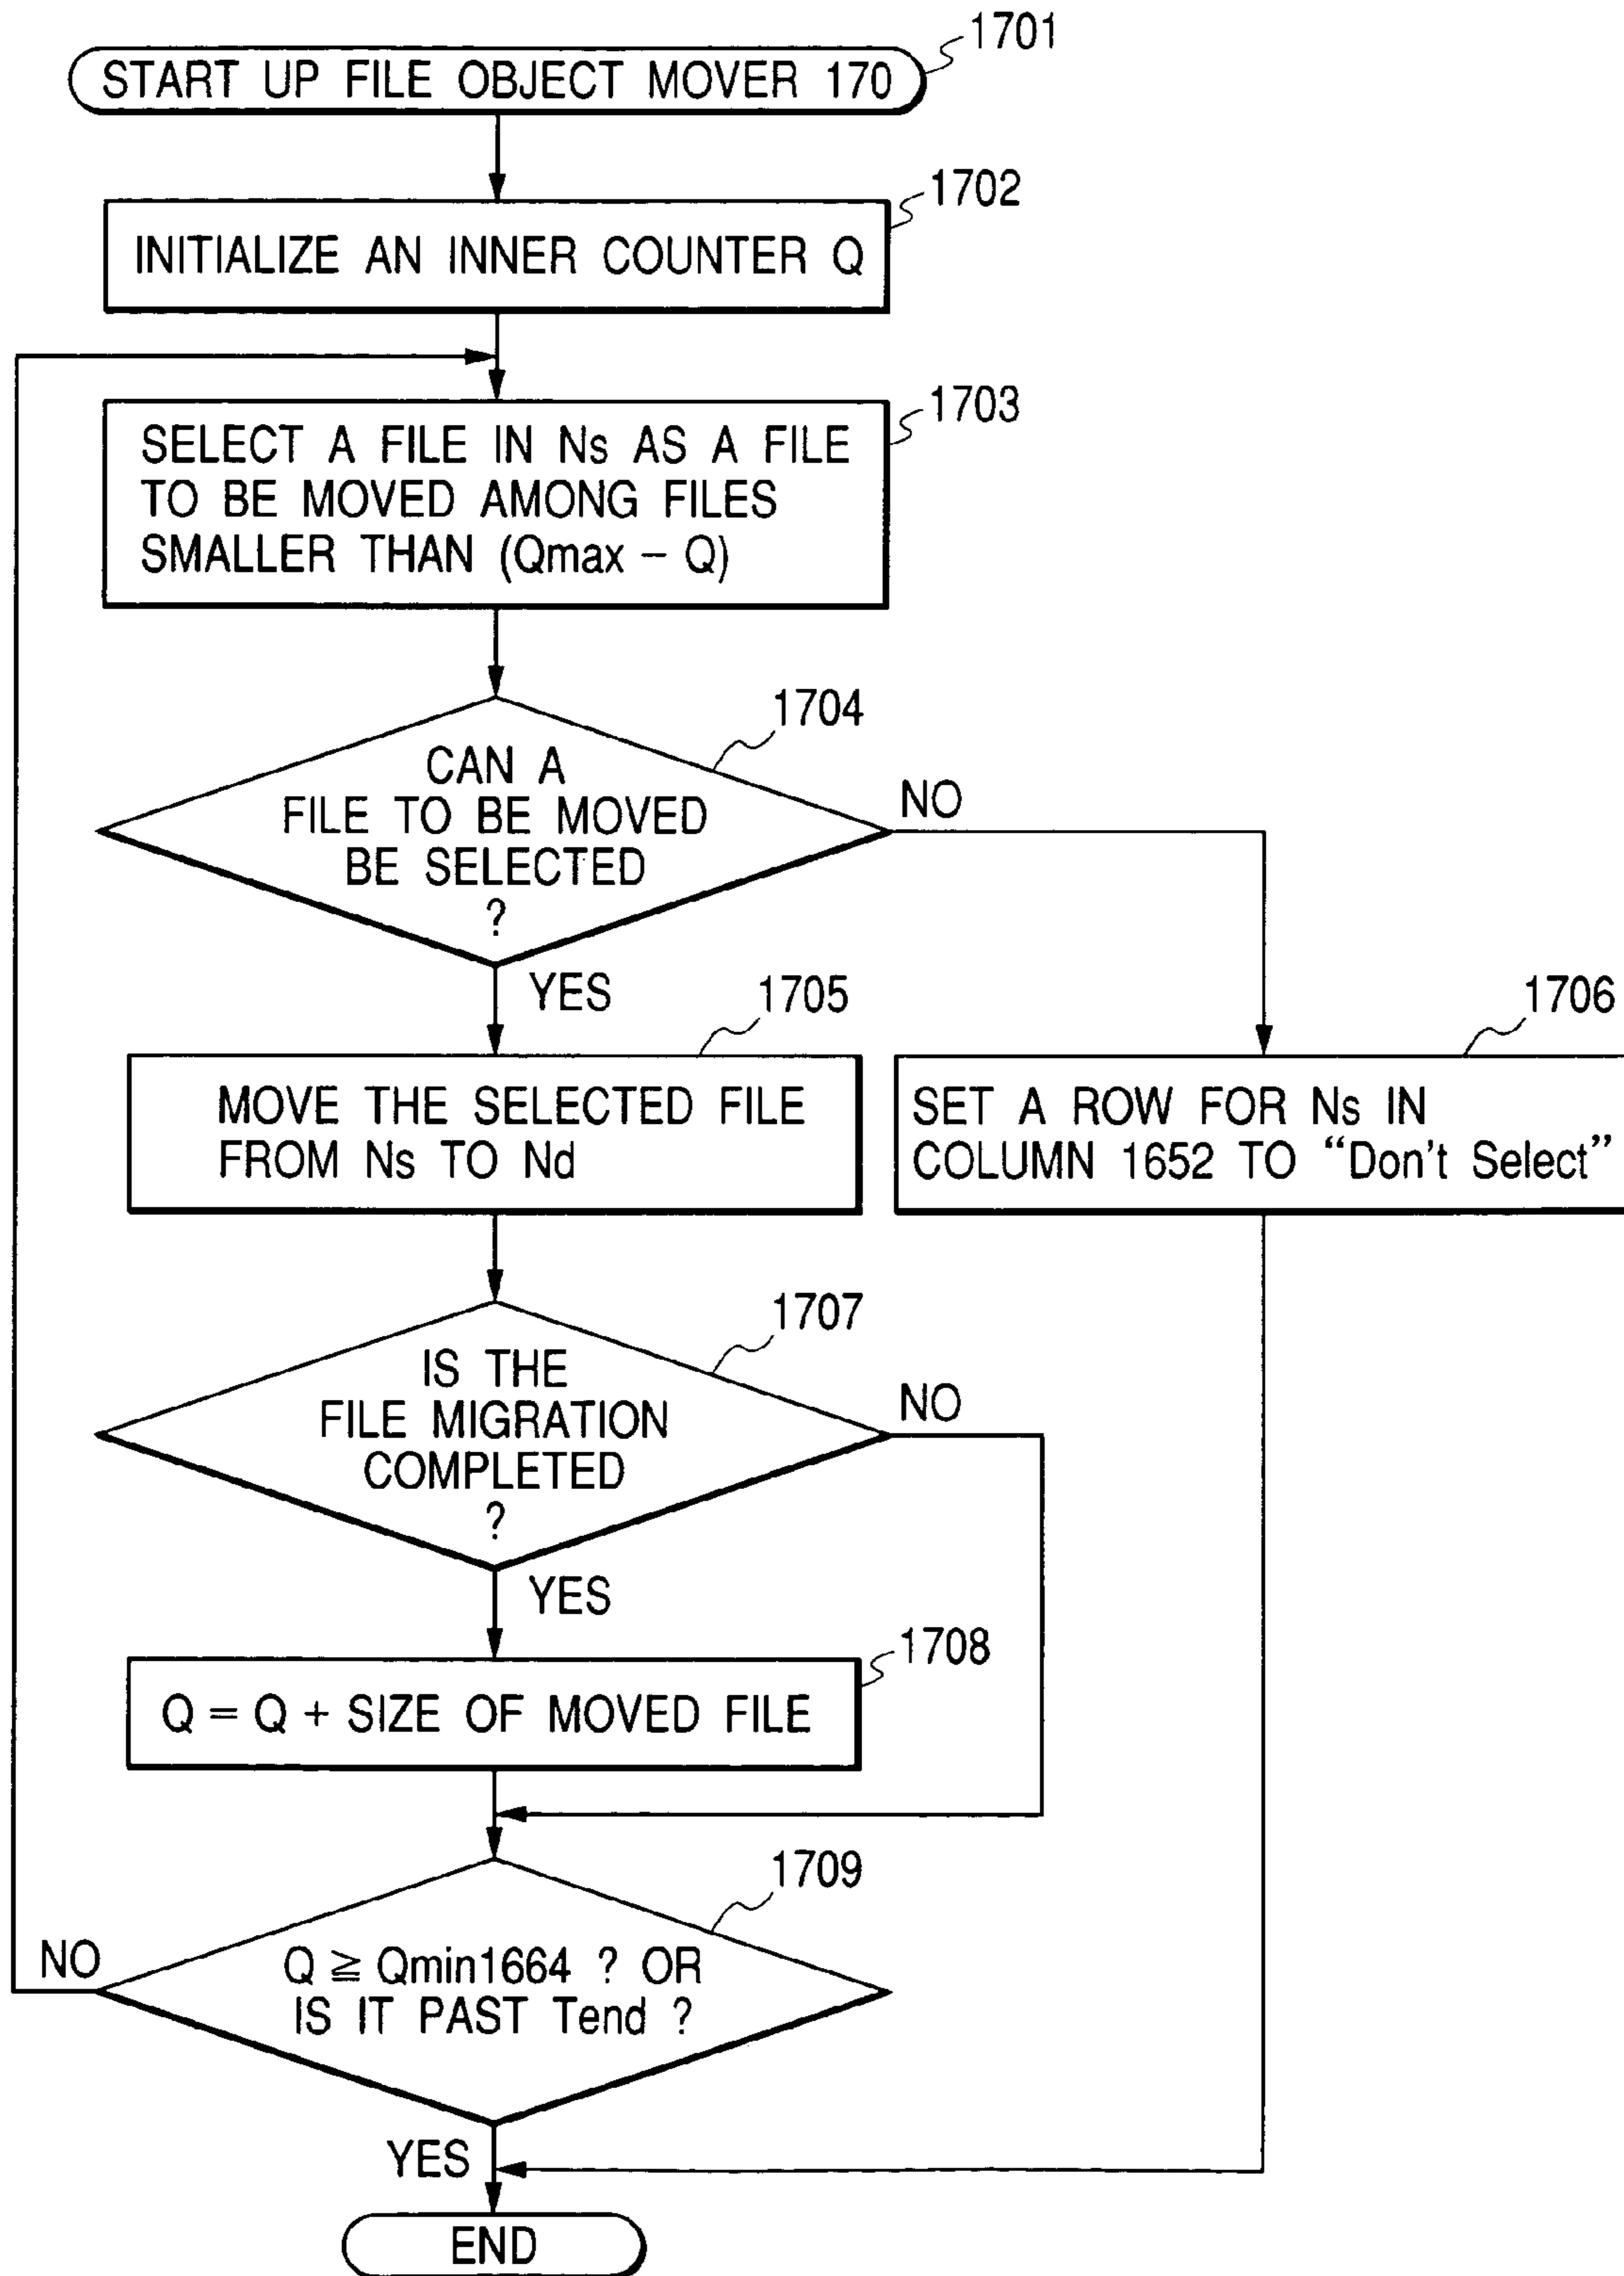 1701
START UP FILE OBJECT MOVER 170
1702
INITIALIZE AN INNER COUNTER Q
1703
SELECT A FILE IN Ns AS A FILE
TO BE MOVED AMONG FILES
SMALLER THAN (Qmax − Q)
1704
CAN A
FILE TO BE MOVED
BE SELECTED
?
NO
YES
1705
MOVE THE SELECTED FILE
FROM Ns TO Nd
1706
SET A ROW FOR Ns IN
COLUMN 1652 TO “Don't Select”
1707
IS THE
FILE MIGRATION
COMPLETED
?
NO
YES
1708
Q = Q + SIZE OF MOVED FILE
1709
Q ≧ Qmin1664 ? OR
IS IT PAST Tend ?
NO
YES
END